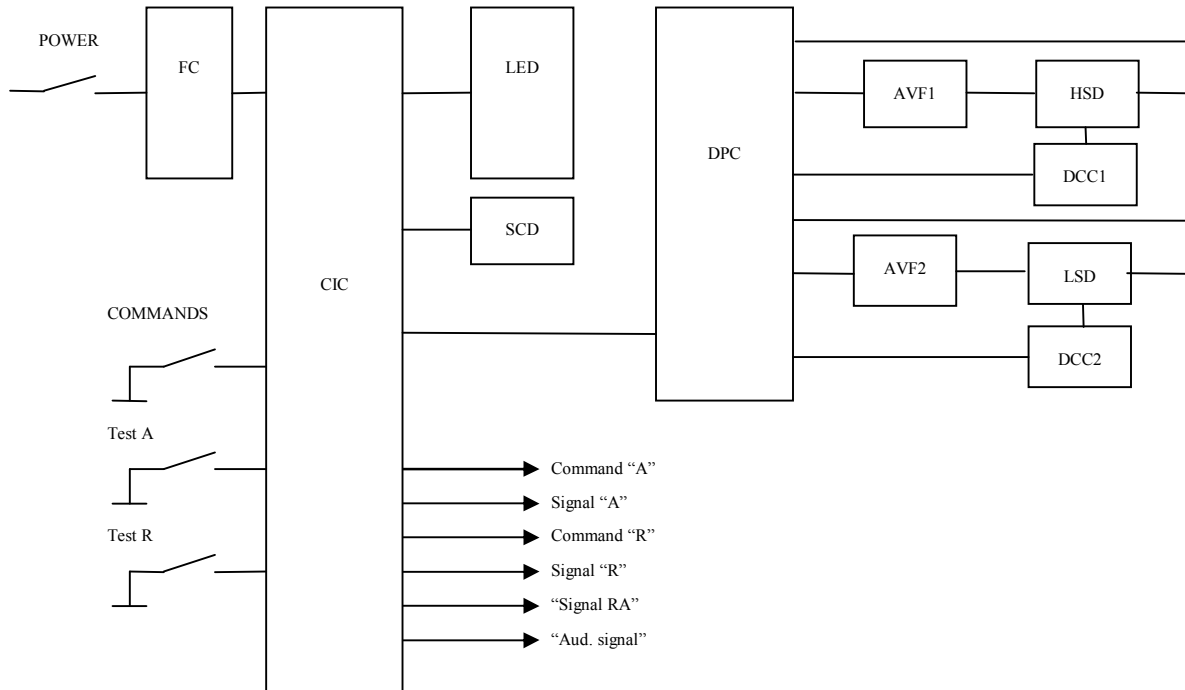 POWER
FC
LED
AVF1
HSD
DPC
DCC1
SCD
AVF2
LSD
CIC
COMMANDS
DCC2
Test A
Command “A”
Signal “A”
Test R
Command “R”
Signal “R”
“Signal RA”
“Aud. signal”